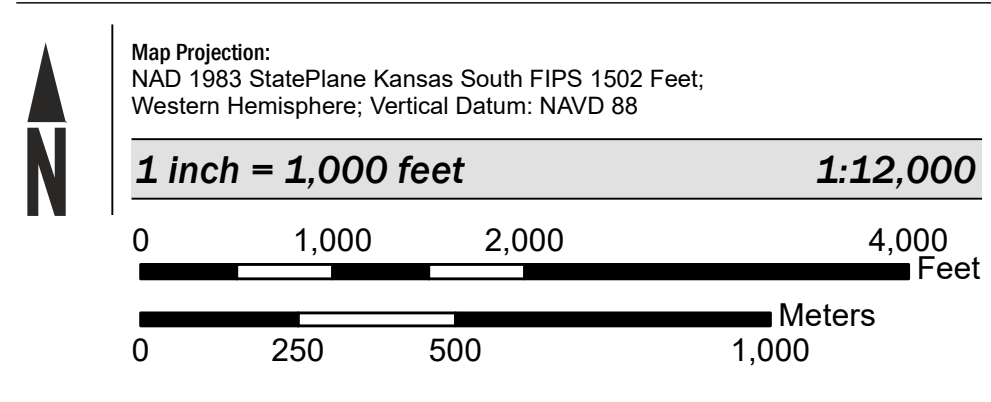 Map Projection:
NAD 1983 StatePlane Kansas South FIPS 1502 Feet;
Western Hemisphere; Vertical Datum: NAVD 88
N
1 inch = 1,000 feet 1:12,000
0 1,000 2,000 4,000
Feet
Meters
0 250 500 1,000